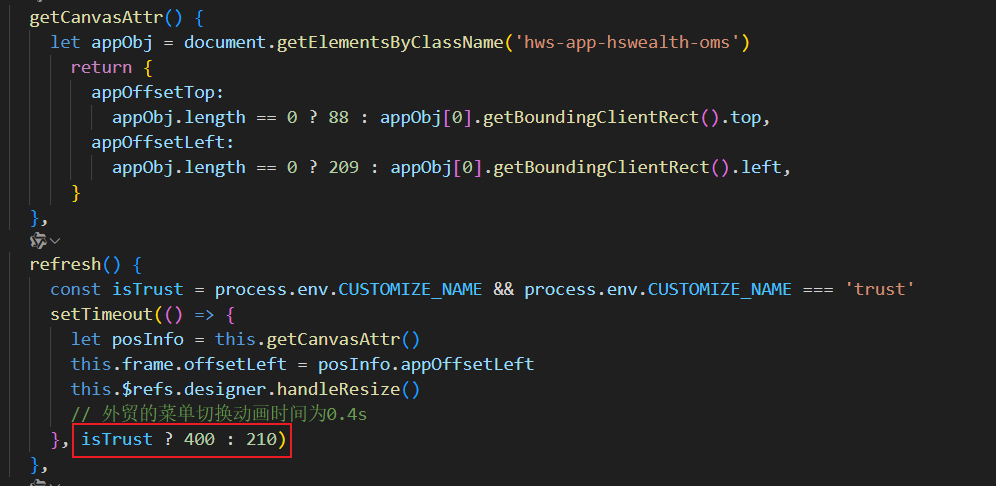 getCanvasAttr() {
let appObj = document.getElementsByClassName('hws-app-hswealth-oms')
return {
appOffsetTop:
appObj.length == 0 ? 88 : appObj[0].getBoundingClientRect().top,
appOffsetLeft:
appObj.length == 0 ? 209 : appObj[0].getBoundingClientRect().left,
}
},
refresh() {
const isTrust = process.env.CUSTOMIZE_NAME && process.env.CUSTOMIZE_NAME === 'trust'
setTimeout(() => {
let posInfo = this.getCanvasAttr()
this.frame.offsetLeft = posInfo.appOffsetLeft
this.$refs.designer.handleResize()
// 外贸的菜单切换动画时间为0.4s
}, isTrust ? 400 : 210)
},